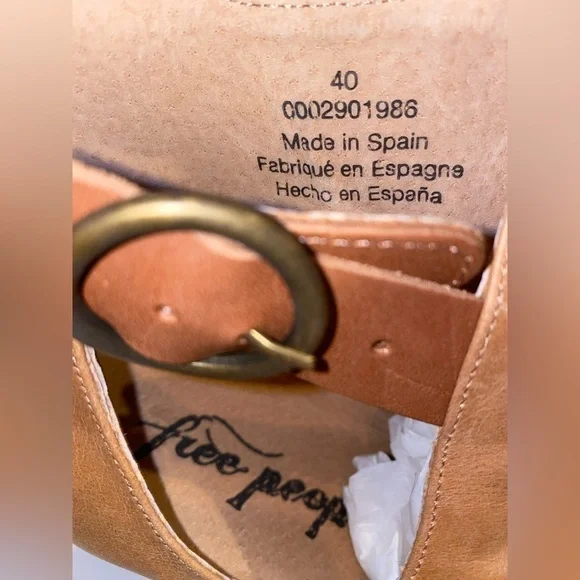 40
0002901986
Made in Spain
Fabriqué en Espagne
Hecho en España
free peop